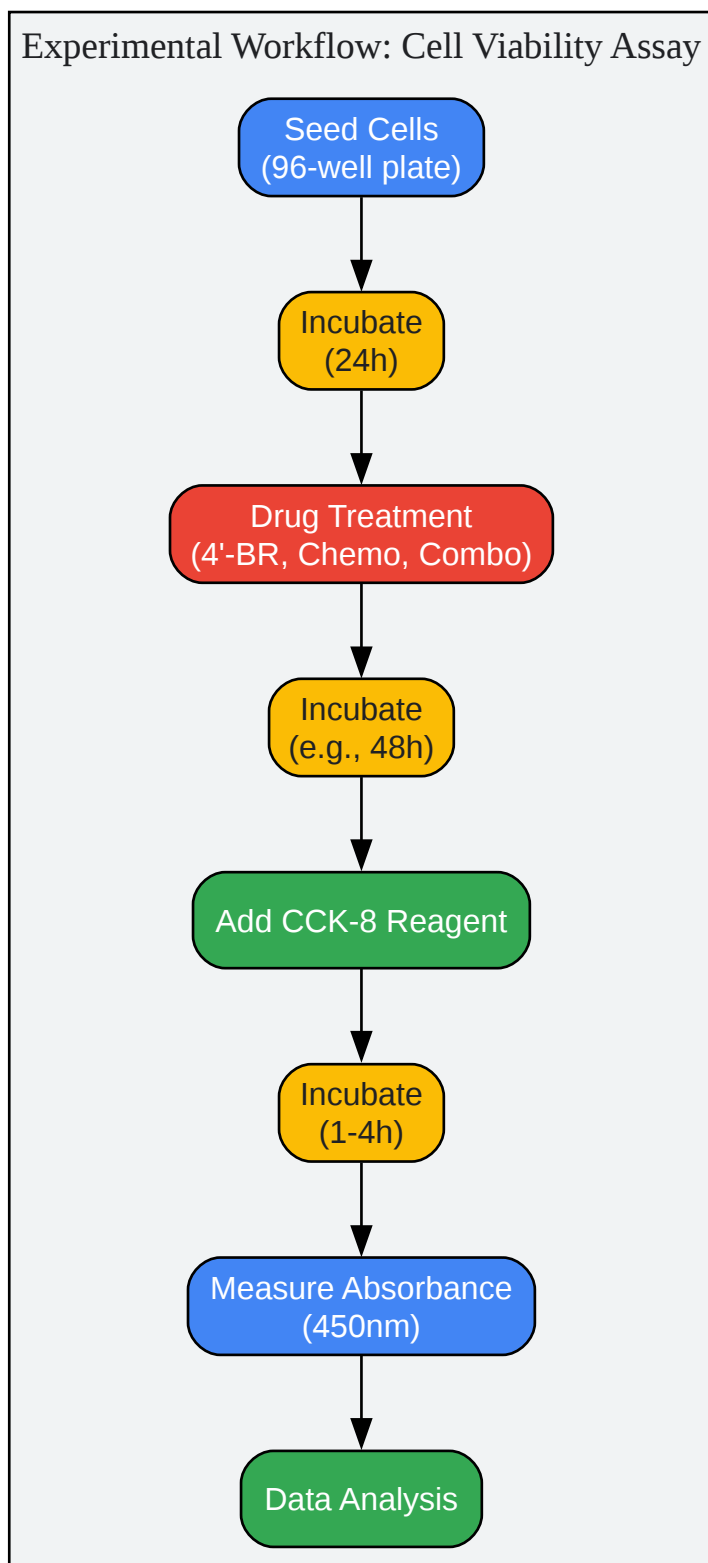 Experimental Workflow: Cell Viability Assay
Seed Cells
(96-well plate)
Incubate
(24h)
Drug Treatment
(4'-BR, Chemo, Combo)
Incubate
(e.g., 48h)
Add CCK-8 Reagent
Incubate
(1-4h)
Measure Absorbance
(450nm)
Data Analysis